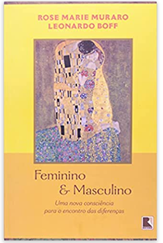 ROSE MARIE MURARO
LEONARDO BOFF
Feminino
& Masculino
Uma nova consciência
para o encontro das diferenças